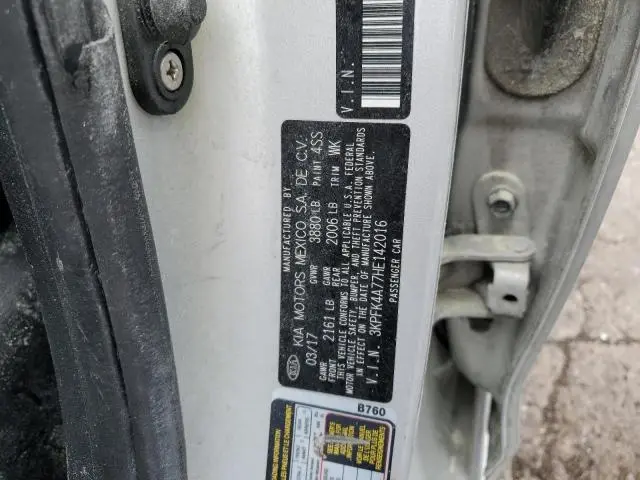 MANUFACTURED BY
KIA MOTORS MEXICO S.A DE C.V.
03/17 GVWR 3880 LB PAINT 4SS
GAWR FRONT 2161 LB GAWR REAR 2006 LB TRIM WK
THIS VEHICLE CONFORMS TO ALL APPLICABLE U.S.A. FEDERAL
MOTOR VEHICLE SAFETY, BUMPER, AND THEFT PREVENTION STANDARDS
IN EFFECT ON THE DATE OF MANUFACTURE SHOWN ABOVE.
V.I.N. 3KPFK4A77HE142016
PASSENGER CAR
V.I.N.
B760